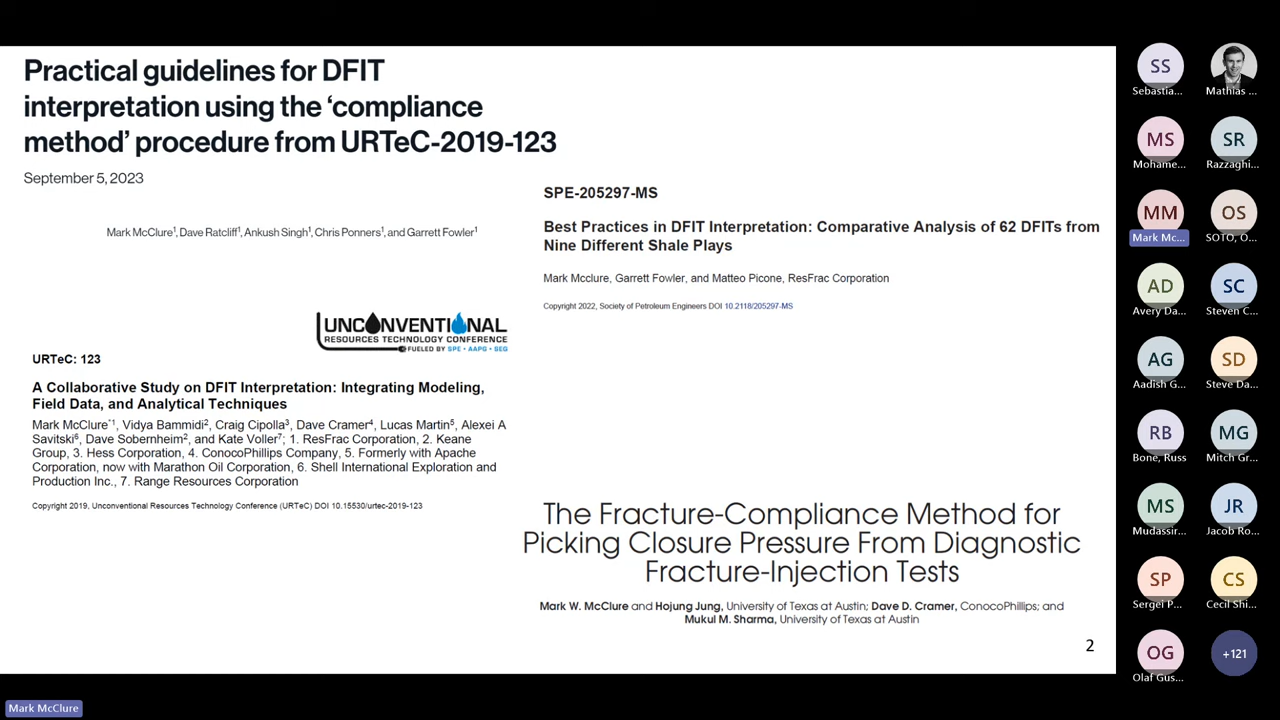 Practical guidelines for DFIT
interpretation using the ‘compliance
method’ procedure from URTeC-2019-123
September 5, 2023
Mark McClure¹, Dave Ratcliff¹, Ankush Singh¹, Chris Ponners¹, and Garrett Fowler¹
SPE-205297-MS
Best Practices in DFIT Interpretation: Comparative Analysis of 62 DFITs from
Nine Different Shale Plays
Mark Mcclure, Garrett Fowler, and Matteo Picone, ResFrac Corporation
Copyright 2022, Society of Petroleum Engineers DOI 10.2118/205297-MS
UNCONVENTIONAL
RESOURCES TECHNOLOGY CONFERENCE
FUELED BY SPE • AAPG • SEG
URTeC: 123
A Collaborative Study on DFIT Interpretation: Integrating Modeling,
Field Data, and Analytical Techniques
Mark McClure*¹, Vidya Bammidi², Craig Cipolla³, Dave Cramer⁴, Lucas Martin⁵, Alexei A
Savitski⁶, Dave Sobernheim², and Kate Voller⁷; 1. ResFrac Corporation, 2. Keane
Group, 3. Hess Corporation, 4. ConocoPhillips Company, 5. Formerly with Apache
Corporation, now with Marathon Oil Corporation, 6. Shell International Exploration and
Production Inc., 7. Range Resources Corporation
Copyright 2019, Unconventional Resources Technology Conference (URTeC) DOI 10.15530/urtec-2019-123
The Fracture-Compliance Method for
Picking Closure Pressure From Diagnostic
Fracture-Injection Tests
Mark W. McClure and Hojung Jung, University of Texas at Austin; Dave D. Cramer, ConocoPhillips; and
Mukul M. Sharma, University of Texas at Austin
2
SS
Sebastia...
Mathias ...
MS
Mohame...
SR
Razzaghi...
MM
Mark Mc...
OS
SOTO, O...
AD
Avery Da...
SC
Steven C...
AG
Aadish G...
SD
Steve Da...
RB
Bone, Russ
MG
Mitch Gr...
MS
Mudassir...
JR
Jacob Ro...
SP
Sergei P...
CS
Cecil Shi...
OG
Olaf Gus...
+121
Mark McClure